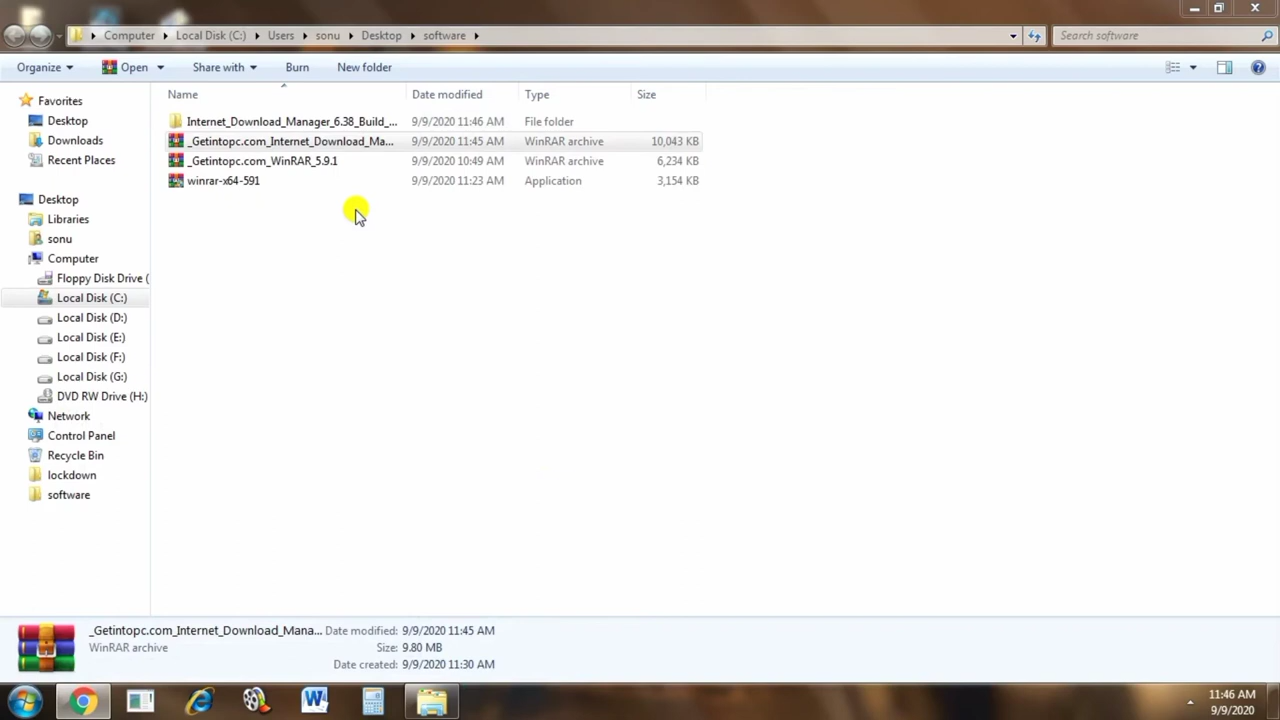 Computer Local Disk (C:) Users sonu Desktop software Search software
Organize Open Share with Burn New folder
Name Date modified Type Size
Favorites
Desktop
Downloads
Recent Places
Desktop
Libraries
sonu
Computer
Floppy Disk Drive (
Local Disk (C:)
Local Disk (D:)
Local Disk (E:)
Local Disk (F:)
Local Disk (G:)
DVD RW Drive (H:)
Network
Control Panel
Recycle Bin
lockdown
software
Internet_Download_Manager_6.38_Build_... 9/9/2020 11:46 AM File folder
_Getintopc.com_Internet_Download_Ma... 9/9/2020 11:45 AM WinRAR archive 10,043 KB
_Getintopc.com_WinRAR_5.9.1 9/9/2020 10:49 AM WinRAR archive 6,234 KB
winrar-x64-591 9/9/2020 11:23 AM Application 3,154 KB
_Getintopc.com_Internet_Download_Mana... Date modified: 9/9/2020 11:45 AM
WinRAR archive Size: 9.80 MB
Date created: 9/9/2020 11:30 AM
11:46 AM
9/9/2020